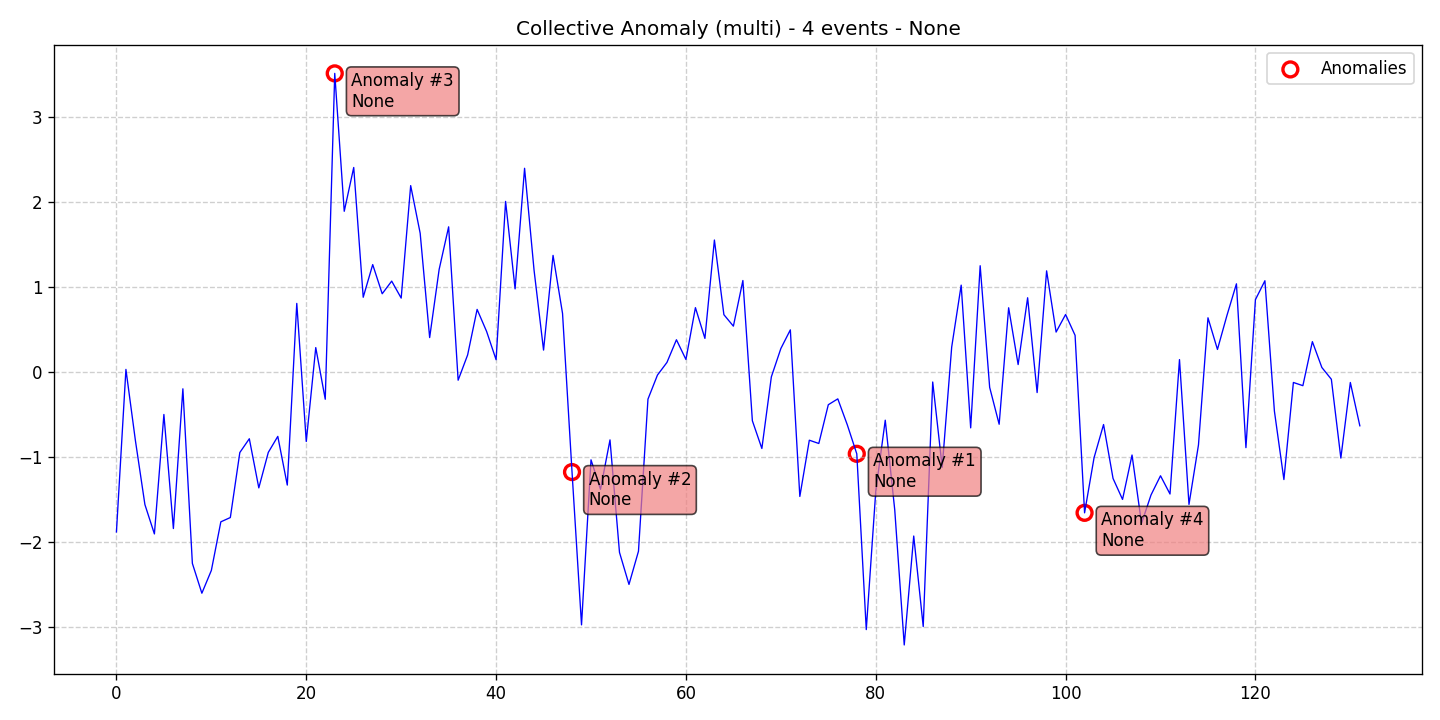 Collective Anomaly (multi) - 4 events - None
Anomalies
Anomaly #3
None
Anomaly #2
None
Anomaly #1
None
Anomaly #4
None
3
2
1
0
−1
−2
−3
0 20 40 60 80 100 120